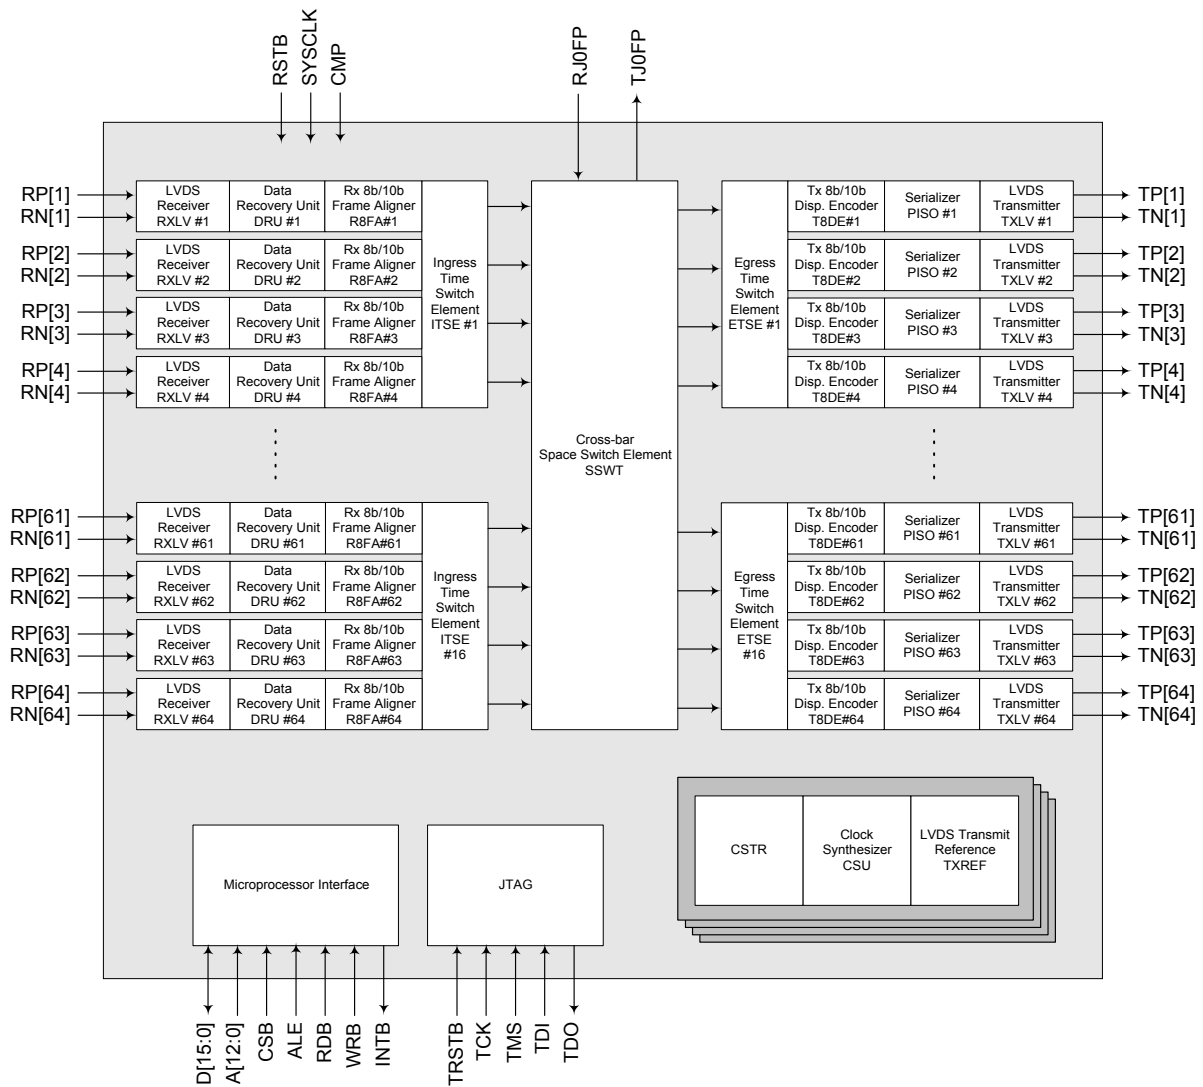 RSTB
SYSCLK
CMP
RJ0FP
TJ0FP
RP[1]
RN[1]
LVDS
Receiver
RXLV #1
Data
Recovery Unit
DRU #1
Rx 8b/10b
Frame Aligner
R8FA#1
RP[2]
RN[2]
LVDS
Receiver
RXLV #2
Data
Recovery Unit
DRU #2
Rx 8b/10b
Frame Aligner
R8FA#2
RP[3]
RN[3]
LVDS
Receiver
RXLV #3
Data
Recovery Unit
DRU #3
Rx 8b/10b
Frame Aligner
R8FA#3
RP[4]
RN[4]
LVDS
Receiver
RXLV #4
Data
Recovery Unit
DRU #4
Rx 8b/10b
Frame Aligner
R8FA#4
Ingress
Time
Switch
Element
ITSE #1
RP[61]
RN[61]
LVDS
Receiver
RXLV #61
Data
Recovery Unit
DRU #61
Rx 8b/10b
Frame Aligner
R8FA#61
RP[62]
RN[62]
LVDS
Receiver
RXLV #62
Data
Recovery Unit
DRU #62
Rx 8b/10b
Frame Aligner
R8FA#62
RP[63]
RN[63]
LVDS
Receiver
RXLV #63
Data
Recovery Unit
DRU #63
Rx 8b/10b
Frame Aligner
R8FA#63
RP[64]
RN[64]
LVDS
Receiver
RXLV #64
Data
Recovery Unit
DRU #64
Rx 8b/10b
Frame Aligner
R8FA#64
Ingress
Time
Switch
Element
ITSE
#16
Cross-bar
Space Switch Element
SSWT
Egress
Time
Switch
Element
ETSE #1
Tx 8b/10b
Disp. Encoder
T8DE#1
Serializer
PISO #1
LVDS
Transmitter
TXLV #1
TP[1]
TN[1]
Tx 8b/10b
Disp. Encoder
T8DE#2
Serializer
PISO #2
LVDS
Transmitter
TXLV #2
TP[2]
TN[2]
Tx 8b/10b
Disp. Encoder
T8DE#3
Serializer
PISO #3
LVDS
Transmitter
TXLV #3
TP[3]
TN[3]
Tx 8b/10b
Disp. Encoder
T8DE#4
Serializer
PISO #4
LVDS
Transmitter
TXLV #4
TP[4]
TN[4]
Egress
Time
Switch
Element
ETSE
#16
Tx 8b/10b
Disp. Encoder
T8DE#61
Serializer
PISO #61
LVDS
Transmitter
TXLV #61
TP[61]
TN[61]
Tx 8b/10b
Disp. Encoder
T8DE#62
Serializer
PISO #62
LVDS
Transmitter
TXLV #62
TP[62]
TN[62]
Tx 8b/10b
Disp. Encoder
T8DE#63
Serializer
PISO #63
LVDS
Transmitter
TXLV #63
TP[63]
TN[63]
Tx 8b/10b
Disp. Encoder
T8DE#64
Serializer
PISO #64
LVDS
Transmitter
TXLV #64
TP[64]
TN[64]
Microprocessor Interface
JTAG
CSTR
Clock
Synthesizer
CSU
LVDS Transmit
Reference
TXREF
D[15:0]
A[12:0]
CSB
ALE
RDB
WRB
INTB
TRSTB
TCK
TMS
TDI
TDO